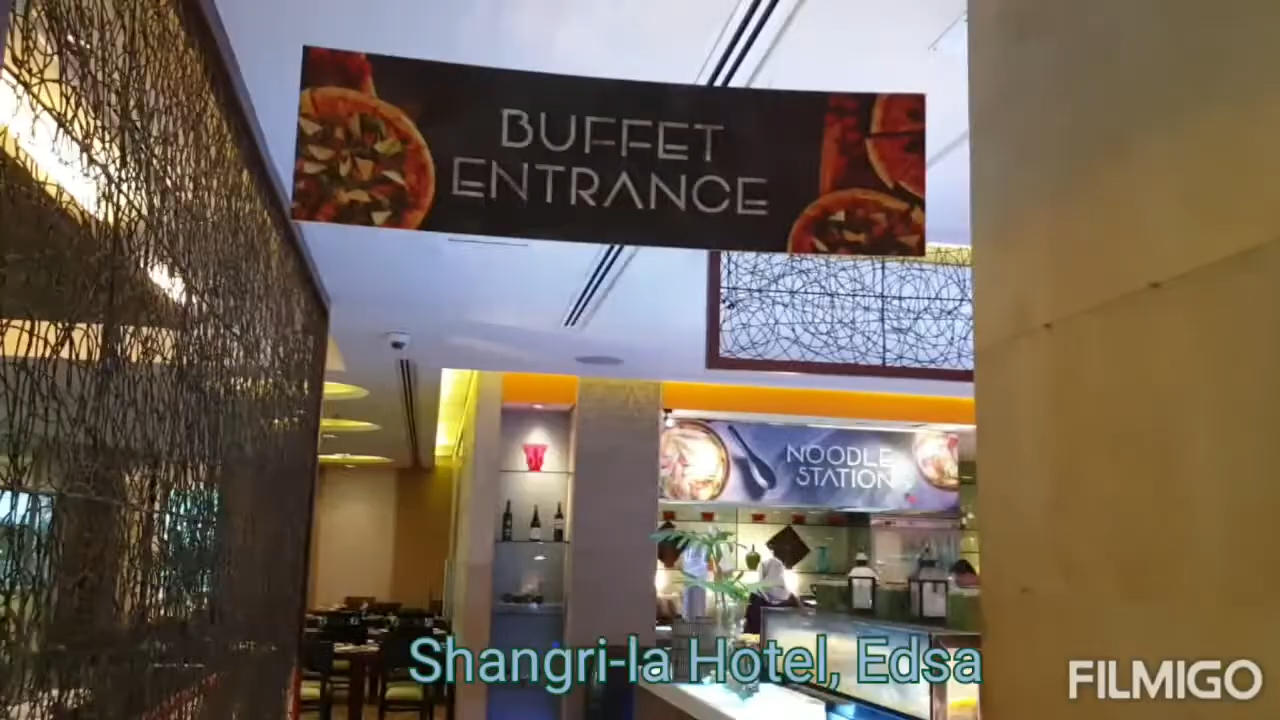 BUFFET
ENTRANCE
NOODLE
STATION
Shangri-la Hotel, Edsa
FILMIGO